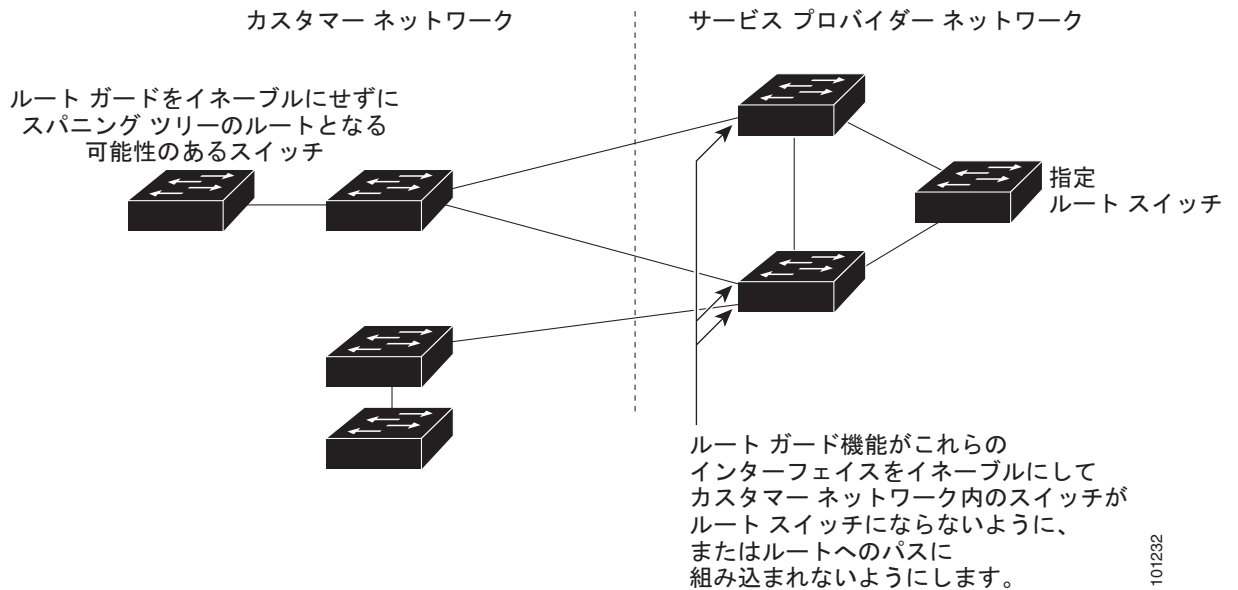 カスタマー ネットワーク
サービス プロバイダー ネットワーク
ルート ガードをイネーブルにせずに
スパニング ツリーのルートとなる
可能性のあるスイッチ
指定
ルート スイッチ
ルート ガード機能がこれらの
インターフェイスをイネーブルにして
カスタマー ネットワーク内のスイッチが
ルート スイッチにならないように、
またはルートへのパスに
組み込まれないようにします。
101232